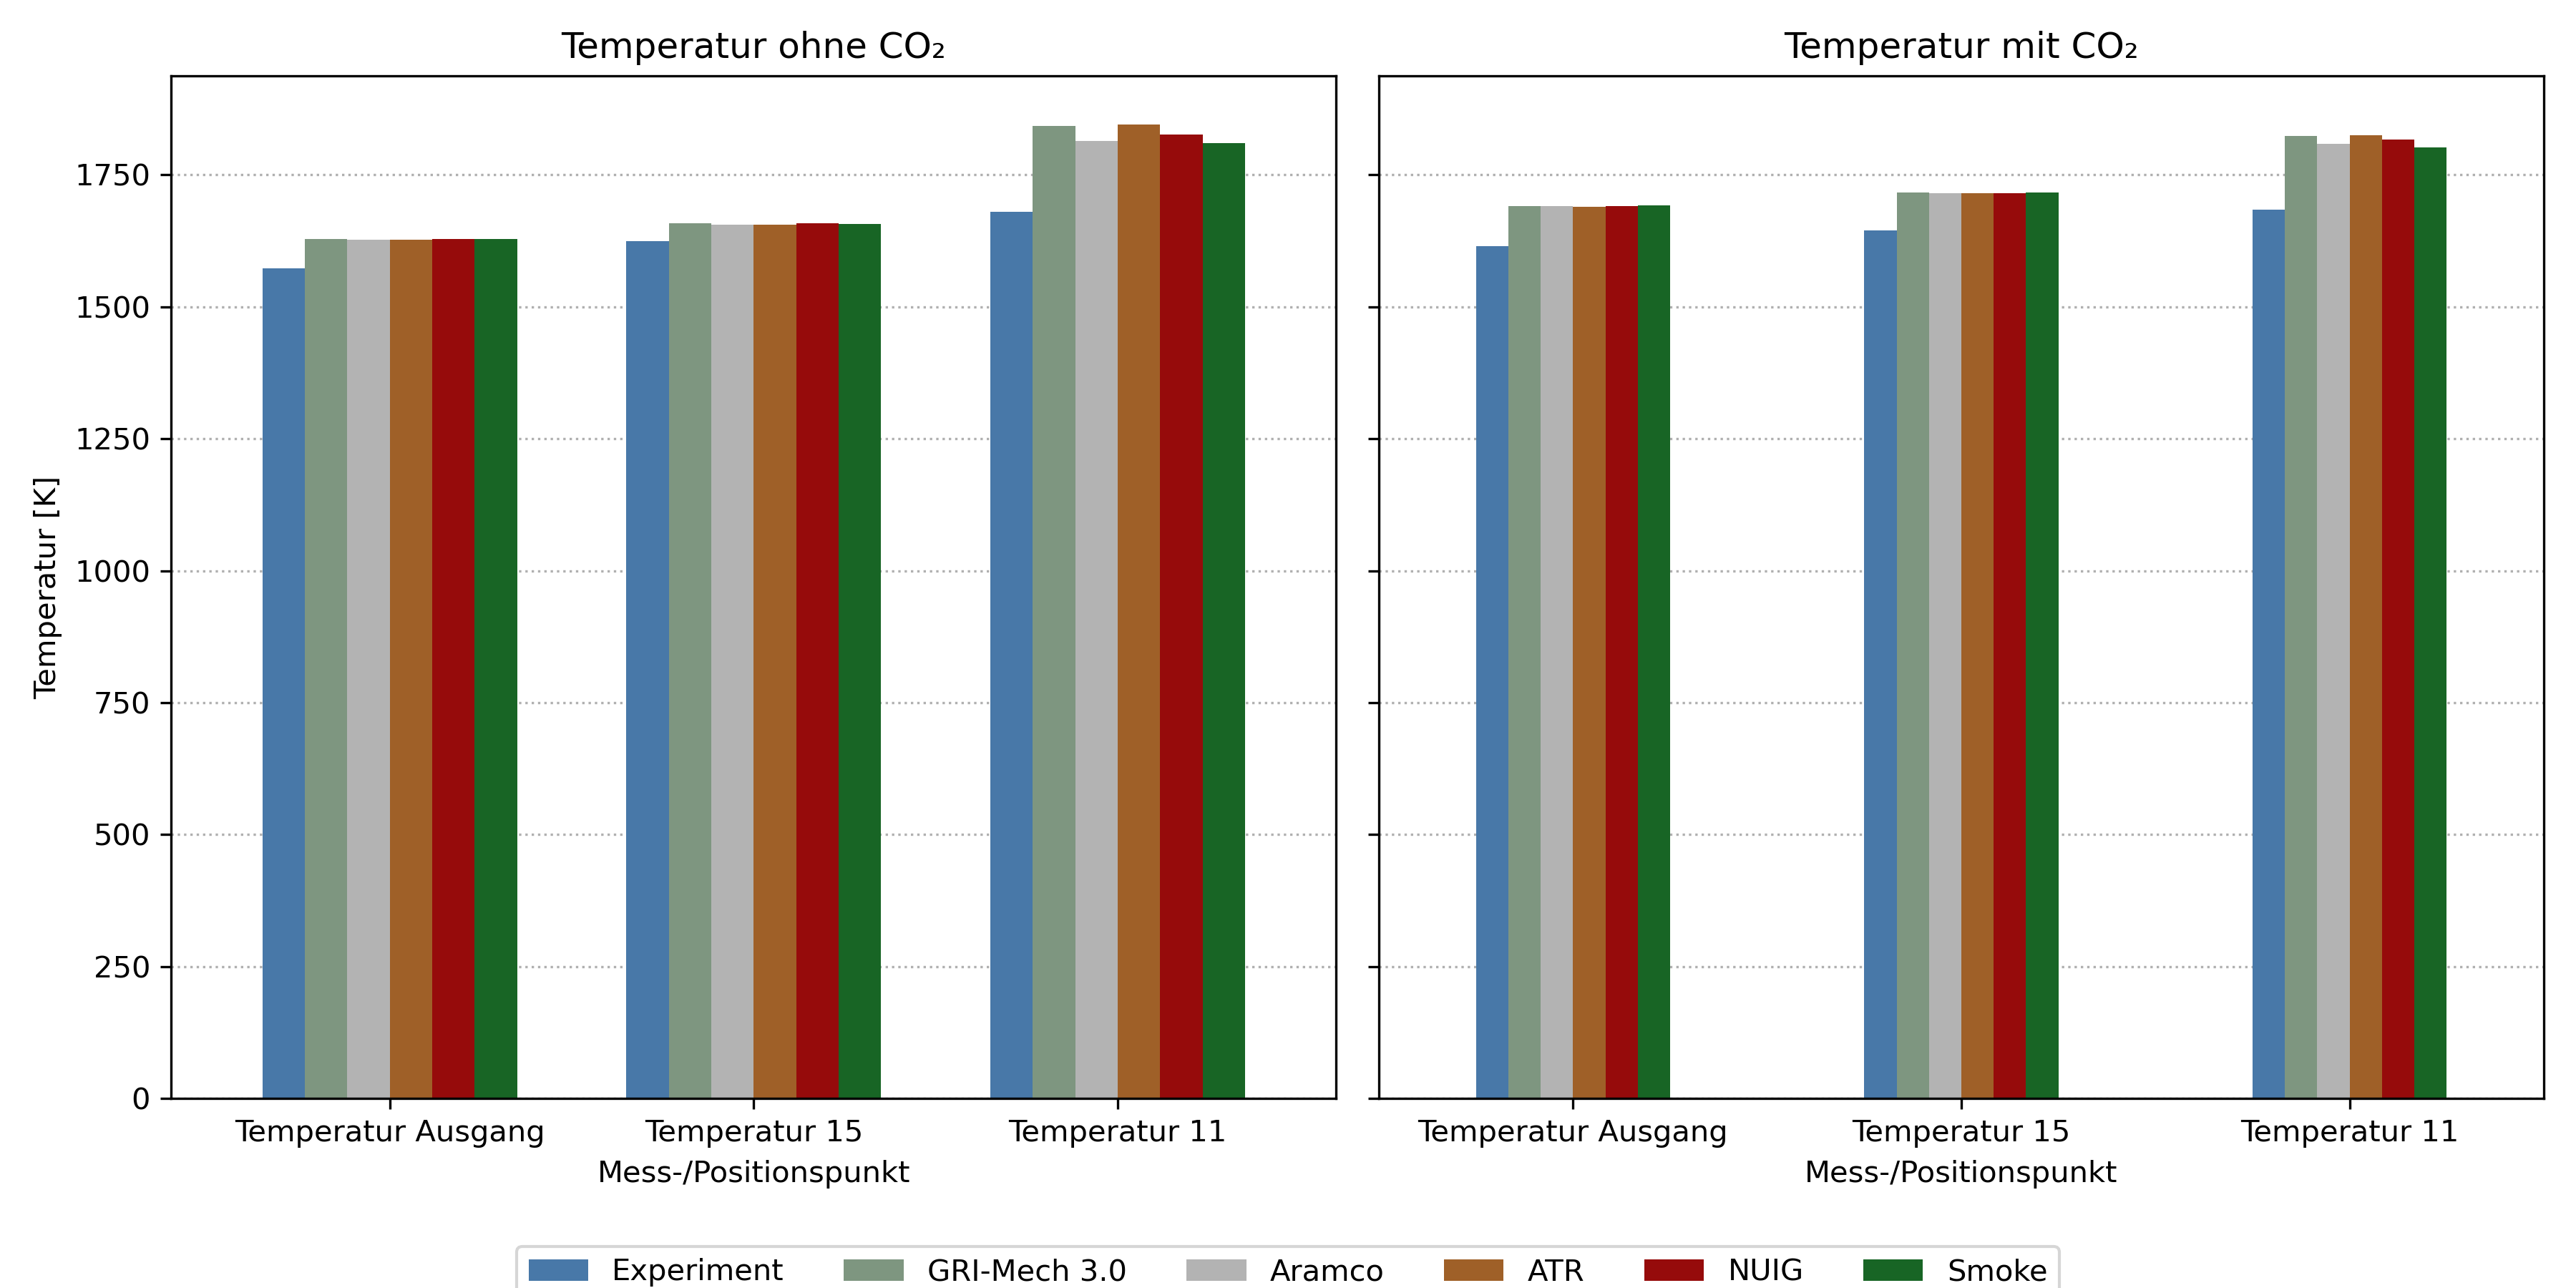 Temperatur ohne CO₂
Temperatur mit CO₂
Temperatur [K]
1750
1500
1250
1000
750
500
250
0
Temperatur Ausgang
Temperatur 15
Temperatur 11
Mess-/Positionspunkt
Temperatur Ausgang
Temperatur 15
Temperatur 11
Mess-/Positionspunkt
Experiment
GRI-Mech 3.0
Aramco
ATR
NUIG
Smoke